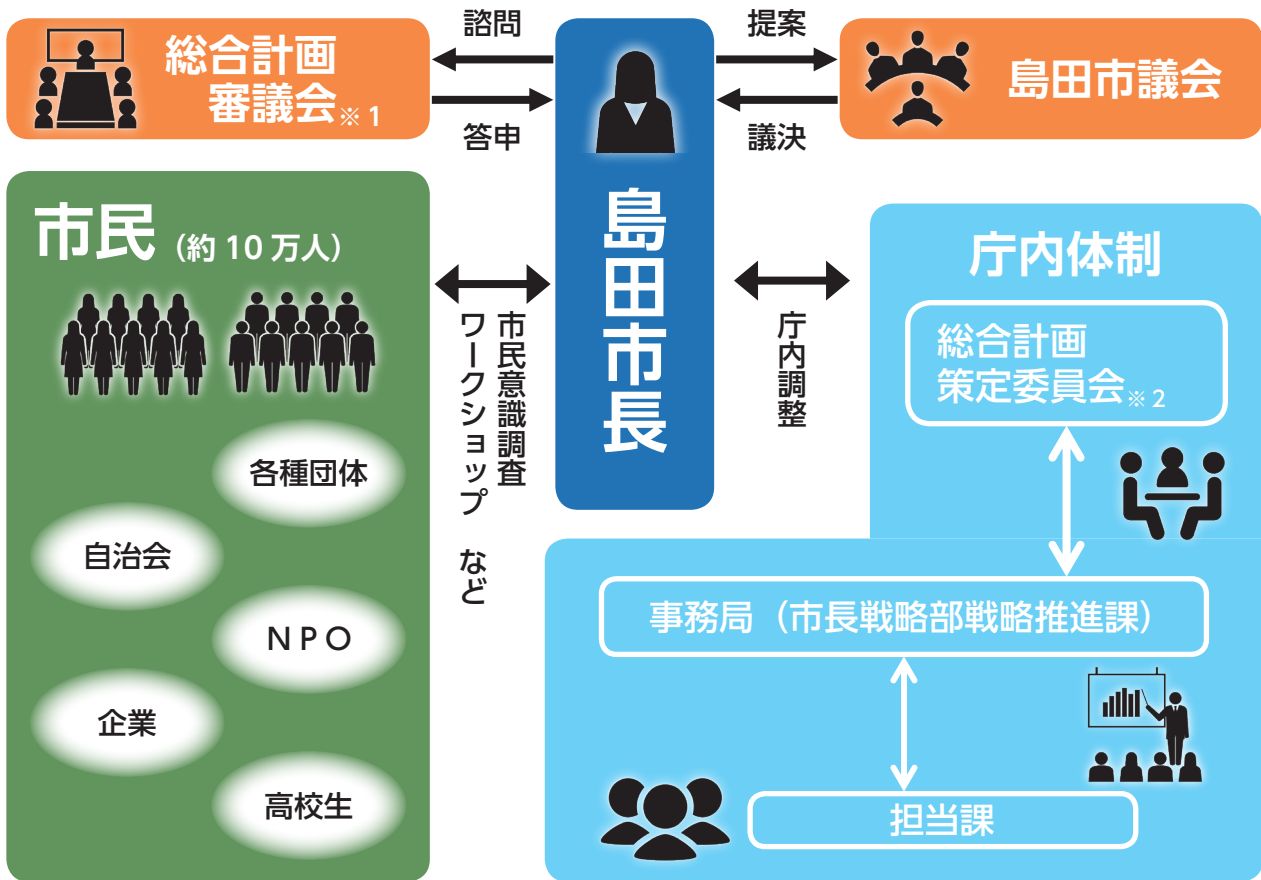 総合計画
審議会※1
諮問
答申
島田市長
提案
議決
島田市議会
市民(約10万人)
各種団体
自治会
NPO
企業
高校生
市民意識調査
ワークショップ など
庁内調整
庁内体制
総合計画
策定委員会※2
事務局(市長戦略部戦略推進課)
担当課